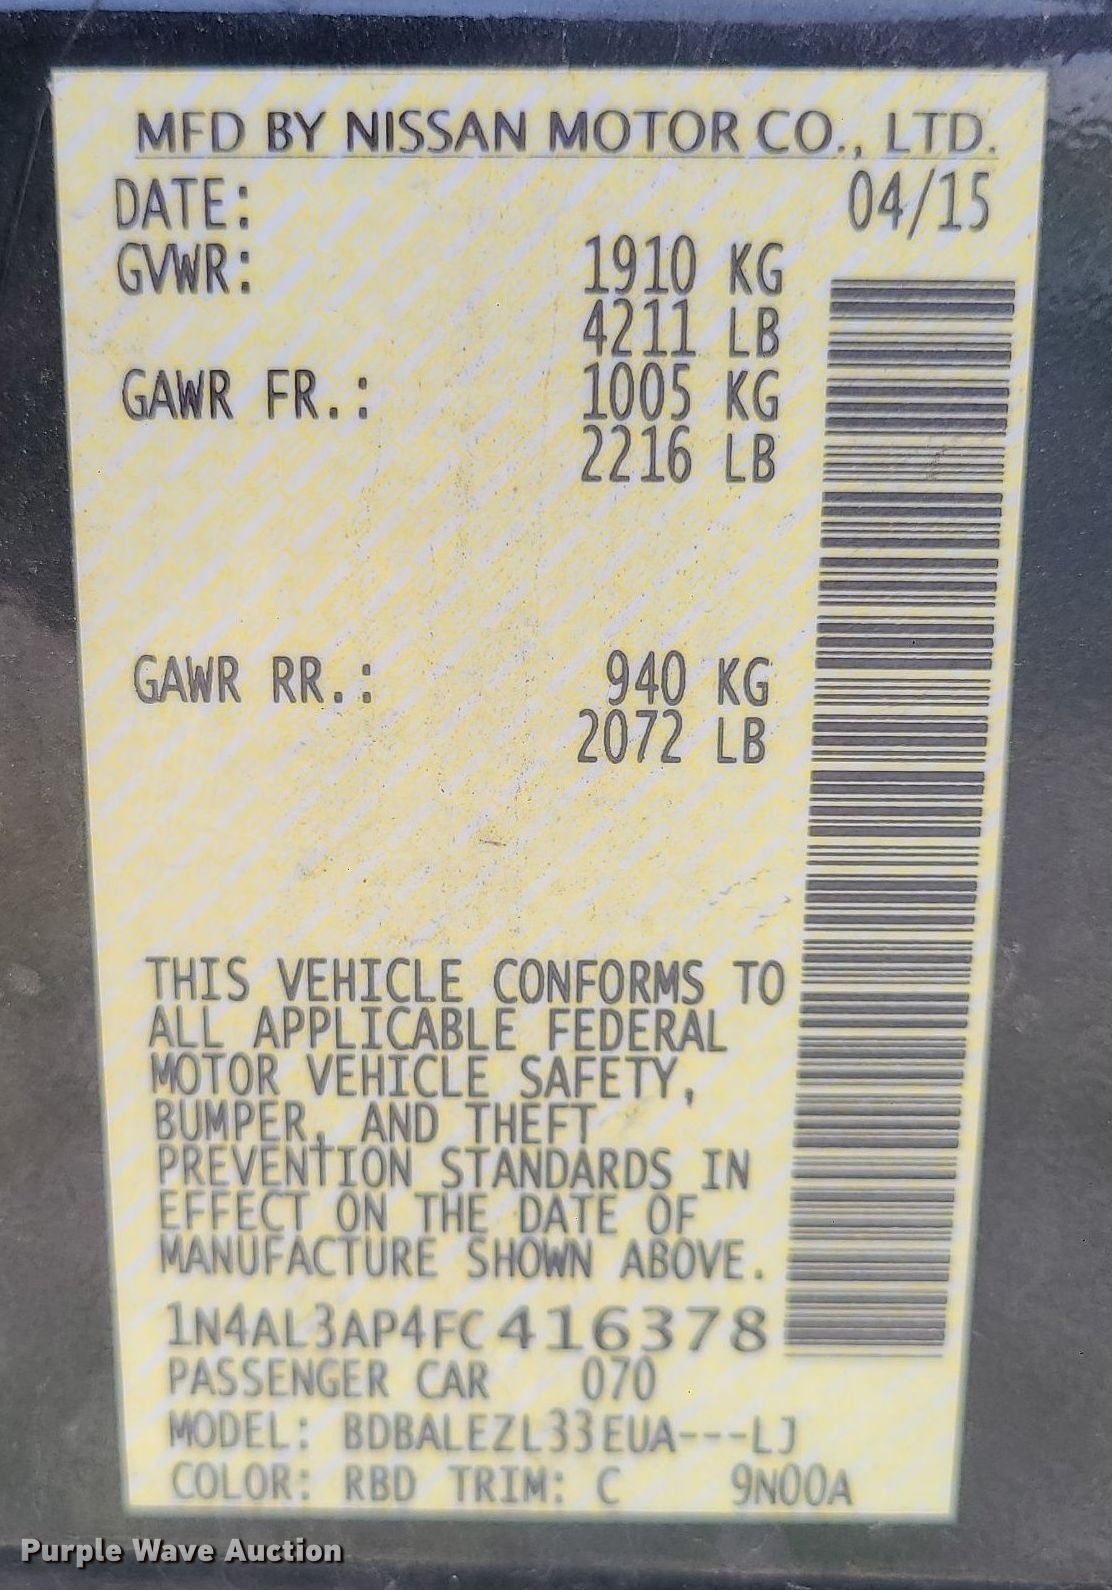 MFD BY NISSAN MOTOR CO., LTD.
DATE: 04/15
GVWR: 1910 KG
4211 LB
GAWR FR.: 1005 KG
2216 LB
GAWR RR.: 940 KG
2072 LB
THIS VEHICLE CONFORMS TO
ALL APPLICABLE FEDERAL
MOTOR VEHICLE SAFETY,
BUMPER, AND THEFT
PREVENTION STANDARDS IN
EFFECT ON THE DATE OF
MANUFACTURE SHOWN ABOVE.
1N4AL3AP4FC416378
PASSENGER CAR 070
MODEL: BDBALEZL33EUA---LJ
COLOR: RBD TRIM: C 9N00A
Purple Wave Auction